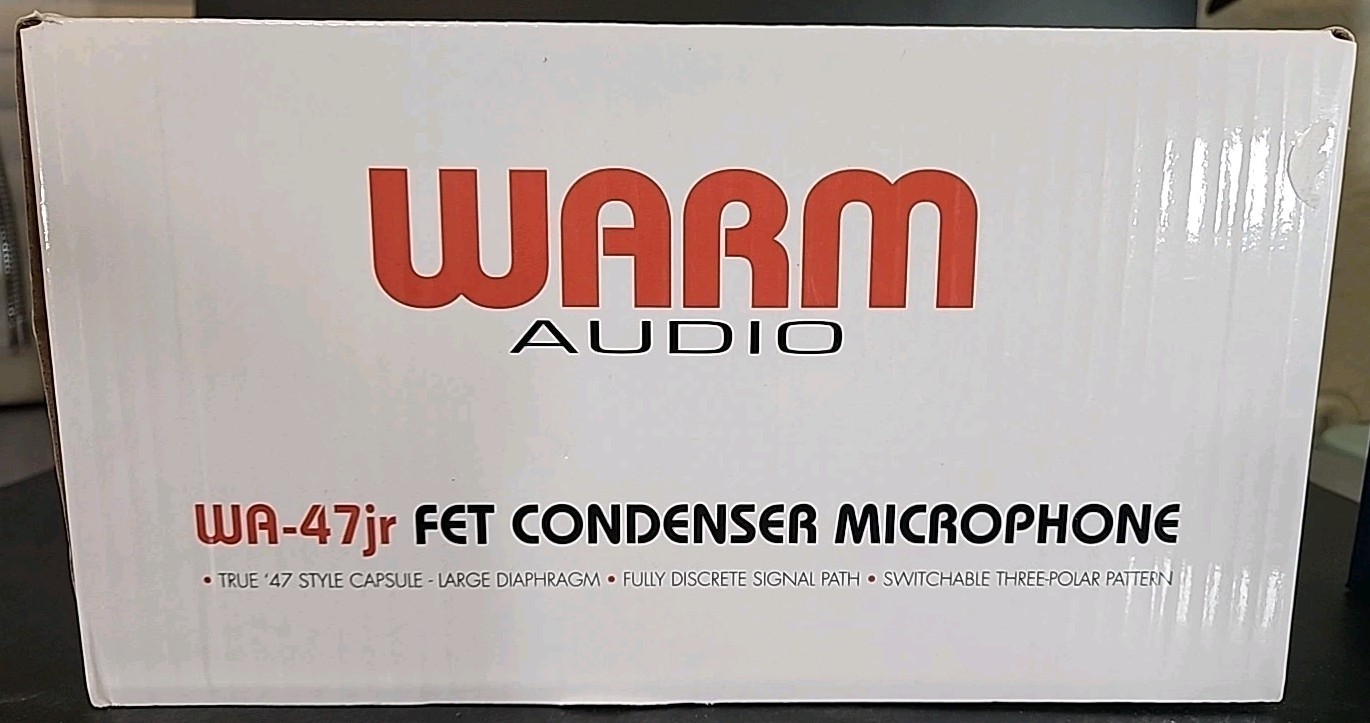 WARM
AUDIO
WA-47jr FET CONDENSER MICROPHONE
• TRUE '47 STYLE CAPSULE - LARGE DIAPHRAGM • FULLY DISCRETE SIGNAL PATH • SWITCHABLE THREE-POLAR PATTERN